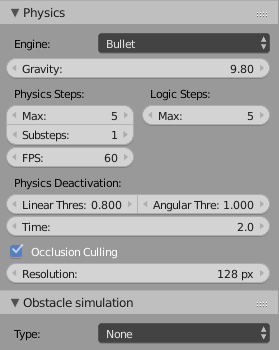 Physics
Engine: Bullet
Gravity: 9.80
Physics Steps: Logic Steps:
Max: 5 Max: 5
Substeps: 1
FPS: 60
Physics Deactivation:
Linear Thres: 0.800 Angular Thre: 1.000
Time: 2.0
Occlusion Culling
Resolution: 128 px
Obstacle simulation
Type: None